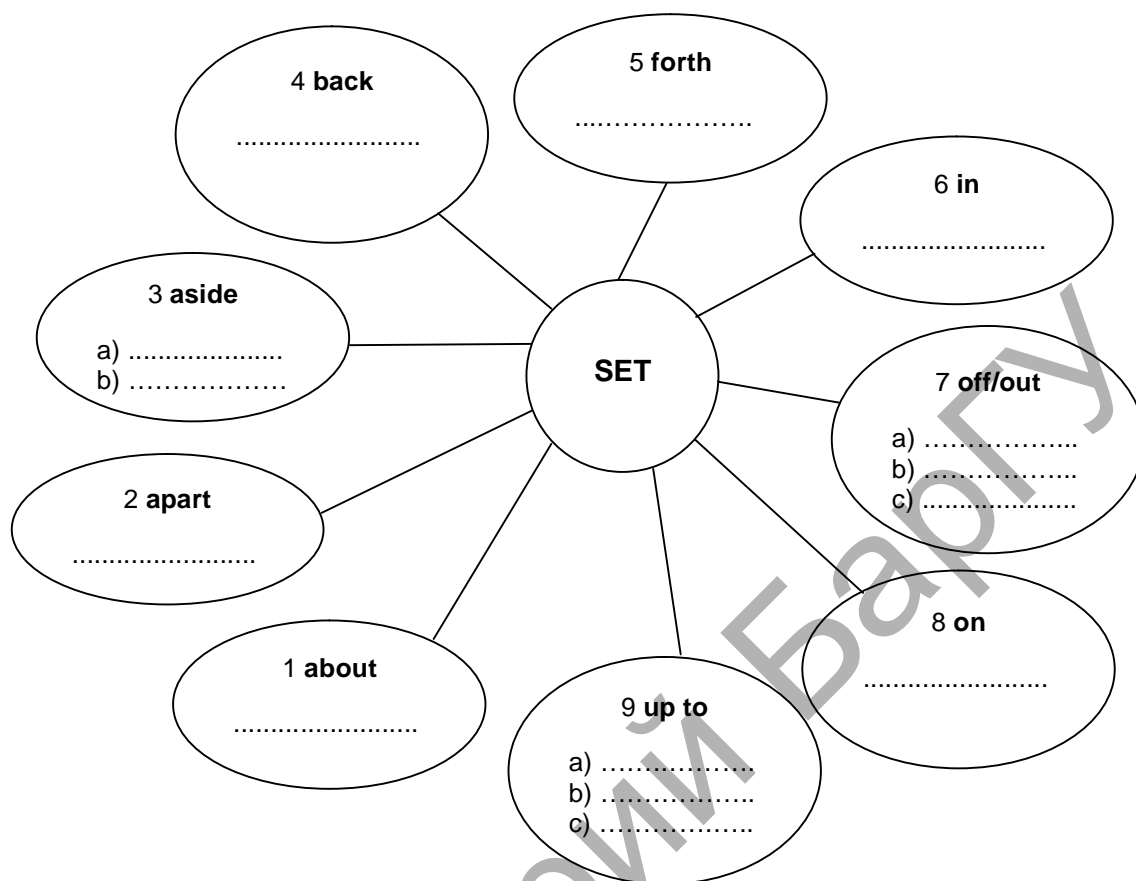 4 back
........................
5 forth
........................
6 in
........................
3 aside
a) .....................
b) ..................
SET
7 off/out
a) ..................
b) ..................
c) .....................
2 apart
........................
8 on
........................
1 about
........................
9 up to
a) ..................
b) ..................
c) ..................
рий БарГУ